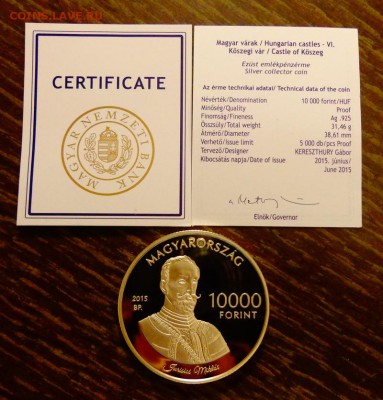 COINS.LAVE.RU
CERTIFICATE
MAGYAR NEMZETI BANK
Magyar várak / Hungarian castles - VI.
Kőszegi vár / Castle of Kőszeg
Ezüst emlékpénzérme
Silver collector coin
Az érme technikai adatai/ Technical data of the coin
Névérték/Denomination 10 000 forint/HUF
Minőség/Quality Proof
Finomság/Fineness Ag .925
Összsúly/Total weight 31,46 g
Átmérő/Diameter 38,61 mm
Verhető/Issue limit 5 000 db/pcs Proof
Tervező/Designer KERESZTHURY Gábor
Kibocsátás napja/Date of issue 2015. június/
June 2015
Elnök/Governor
MAGYARORSZÁG
2015
BP.
10000
FORINT
Jurisics Miklós